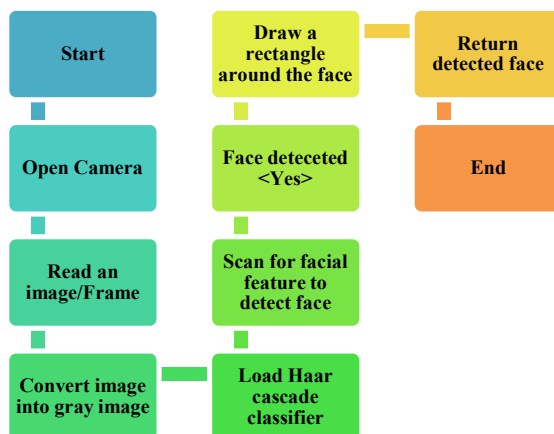 Start
Open Camera
Read an
image/Frame
Convert image
into gray image
Load Haar
cascade
classifier
Scan for facial
feature to
detect face
Face deteceted
<Yes>
Draw a
rectangle
around the face
Return
detected face
End